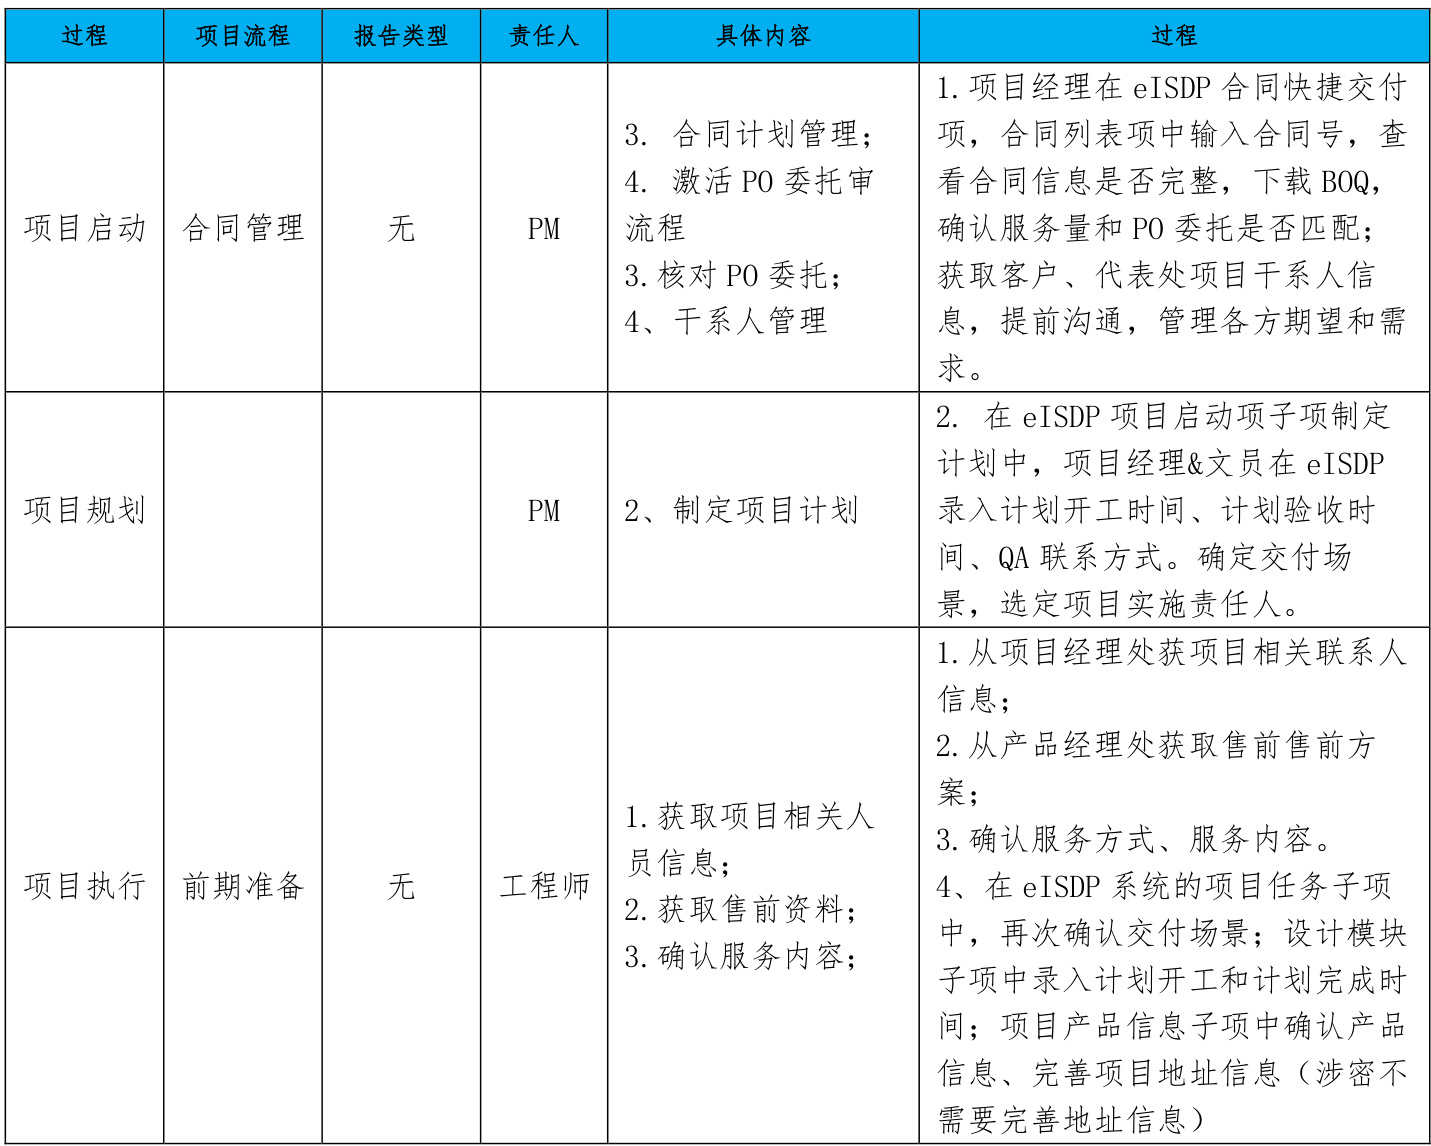 过程 项目流程 报告类型 责任人 具体内容 过程
项目启动 合同管理 无 PM
3. 合同计划管理；
4. 激活 PO 委托审
流程
3.核对 PO 委托；
4、干系人管理
1.项目经理在 eISDP 合同快捷交付
项，合同列表项中输入合同号，查
看合同信息是否完整，下载 BOQ，
确认服务量和 PO 委托是否匹配；
获取客户、代表处项目干系人信
息，提前沟通，管理各方期望和需
求。
项目规划 PM 2、制定项目计划
2. 在 eISDP 项目启动项子项制定
计划中，项目经理&文员在 eISDP
录入计划开工时间、计划验收时
间、QA 联系方式。确定交付场
景，选定项目实施责任人。
项目执行 前期准备 无 工程师
1.获取项目相关人
员信息；
2.获取售前资料；
3.确认服务内容；
1.从项目经理处获项目相关联系人
信息；
2.从产品经理处获取售前售前方
案；
3.确认服务方式、服务内容。
4、在 eISDP 系统的项目任务子项
中，再次确认交付场景；设计模块
子项中录入计划开工和计划完成时
间；项目产品信息子项中确认产品
信息、完善项目地址信息（涉密不
需要完善地址信息）